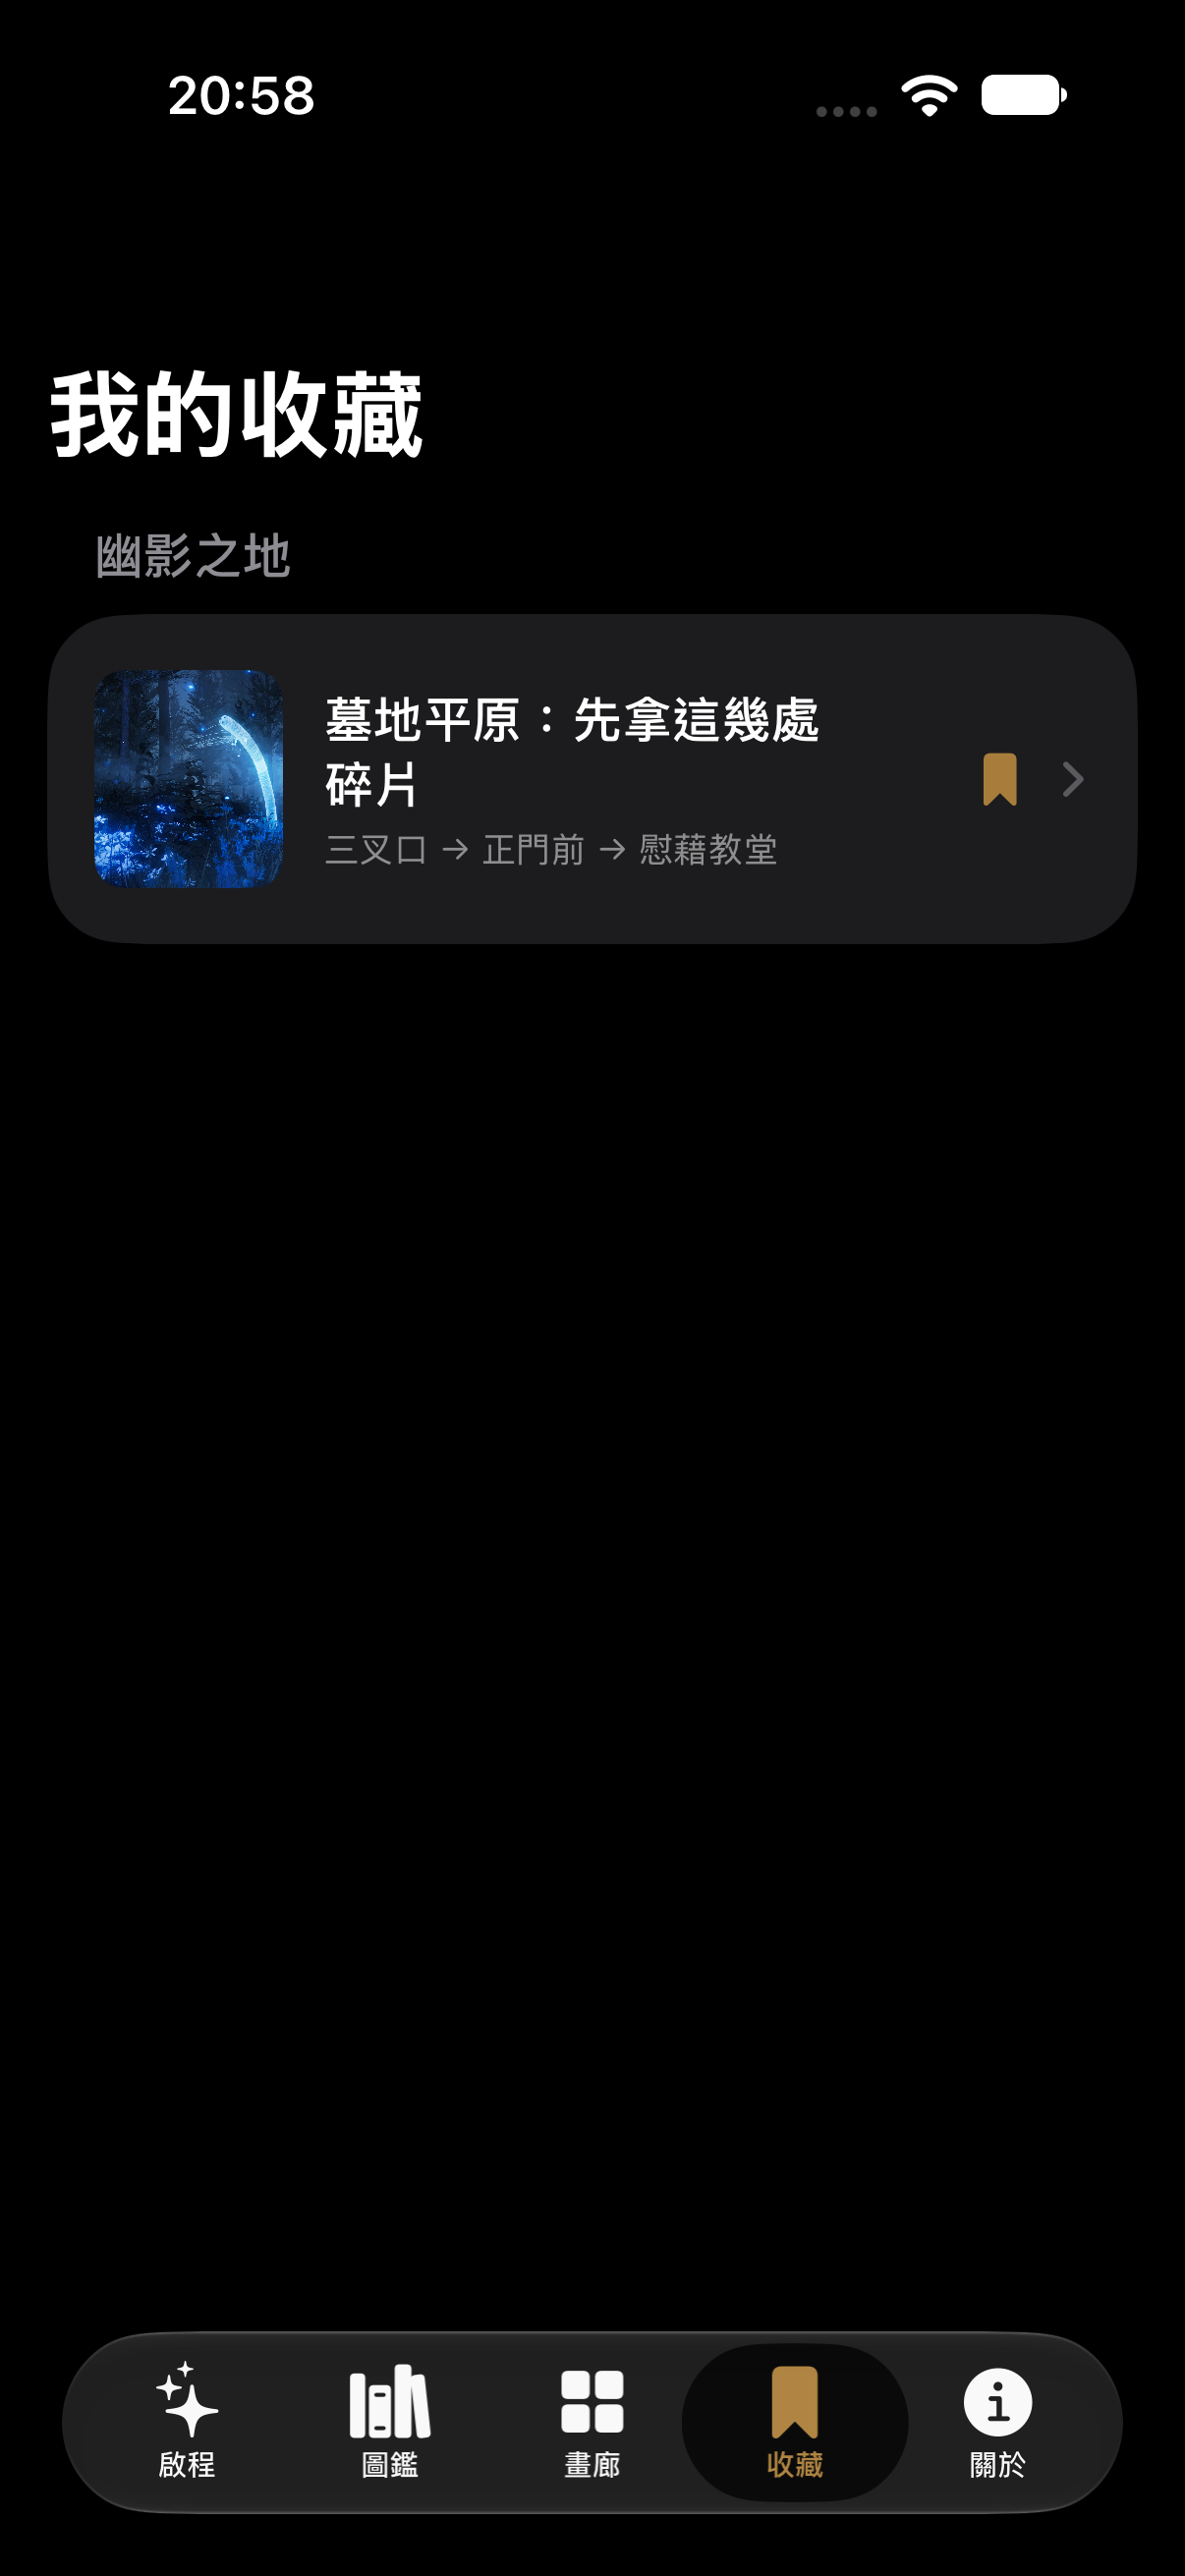 20:58
我的收藏
幽影之地
墓地平原：先拿這幾處
碎片
三叉口 → 正門前 → 慰藉教堂
啟程
圖鑑
畫廊
收藏
關於